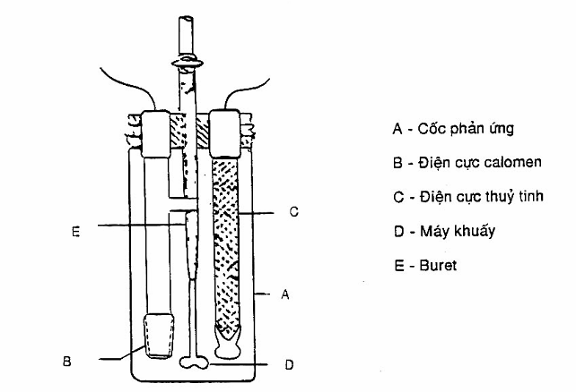 A - Cốc phản ứng
B - Điện cực calomen
C - Điện cực thuỷ tinh
D - Máy khuấy
E - Buret
C
E
A
B
D